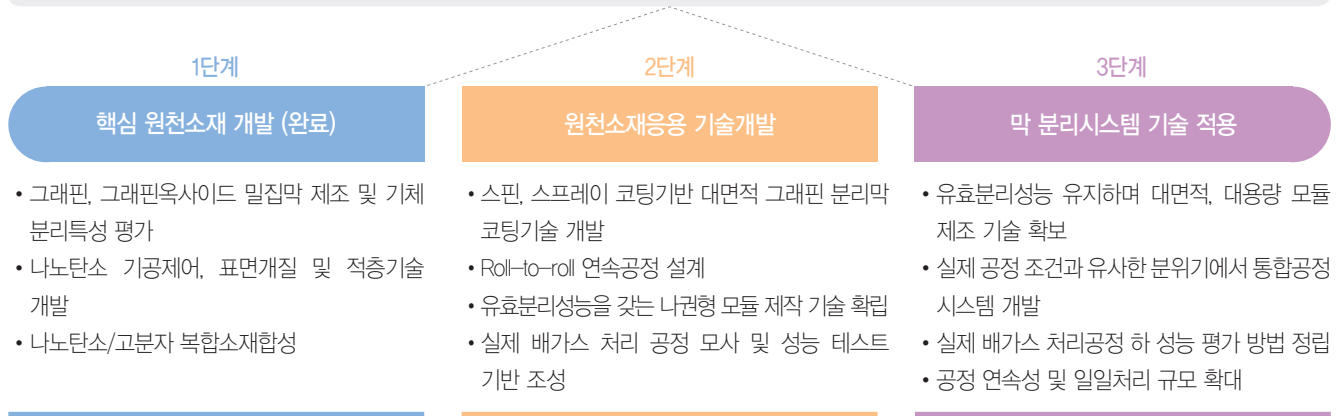 1단계
핵심 원천소재 개발 (완료)
• 그래핀, 그래핀옥사이드 밀집막 제조 및 기체
분리특성 평가
• 나노탄소 기공제어, 표면개질 및 적층기술
개발
• 나노탄소/고분자 복합소재합성
2단계
원천소재응용 기술개발
• 스핀, 스프레이 코팅기반 대면적 그래핀 분리막
코팅기술 개발
• Roll-to-roll 연속공정 설계
• 유효분리성능을 갖는 나권형 모듈 제작 기술 확립
• 실제 배가스 처리 공정 모사 및 성능 테스트
기반 조성
3단계
막 분리시스템 기술 적용
• 유효분리성능 유지하며 대면적, 대용량 모듈
제조 기술 확보
• 실제 공정 조건과 유사한 분위기에서 통합공정
시스템 개발
• 실제 배가스 처리공정 하 성능 평가 방법 정립
• 공정 연속성 및 일일처리 규모 확대